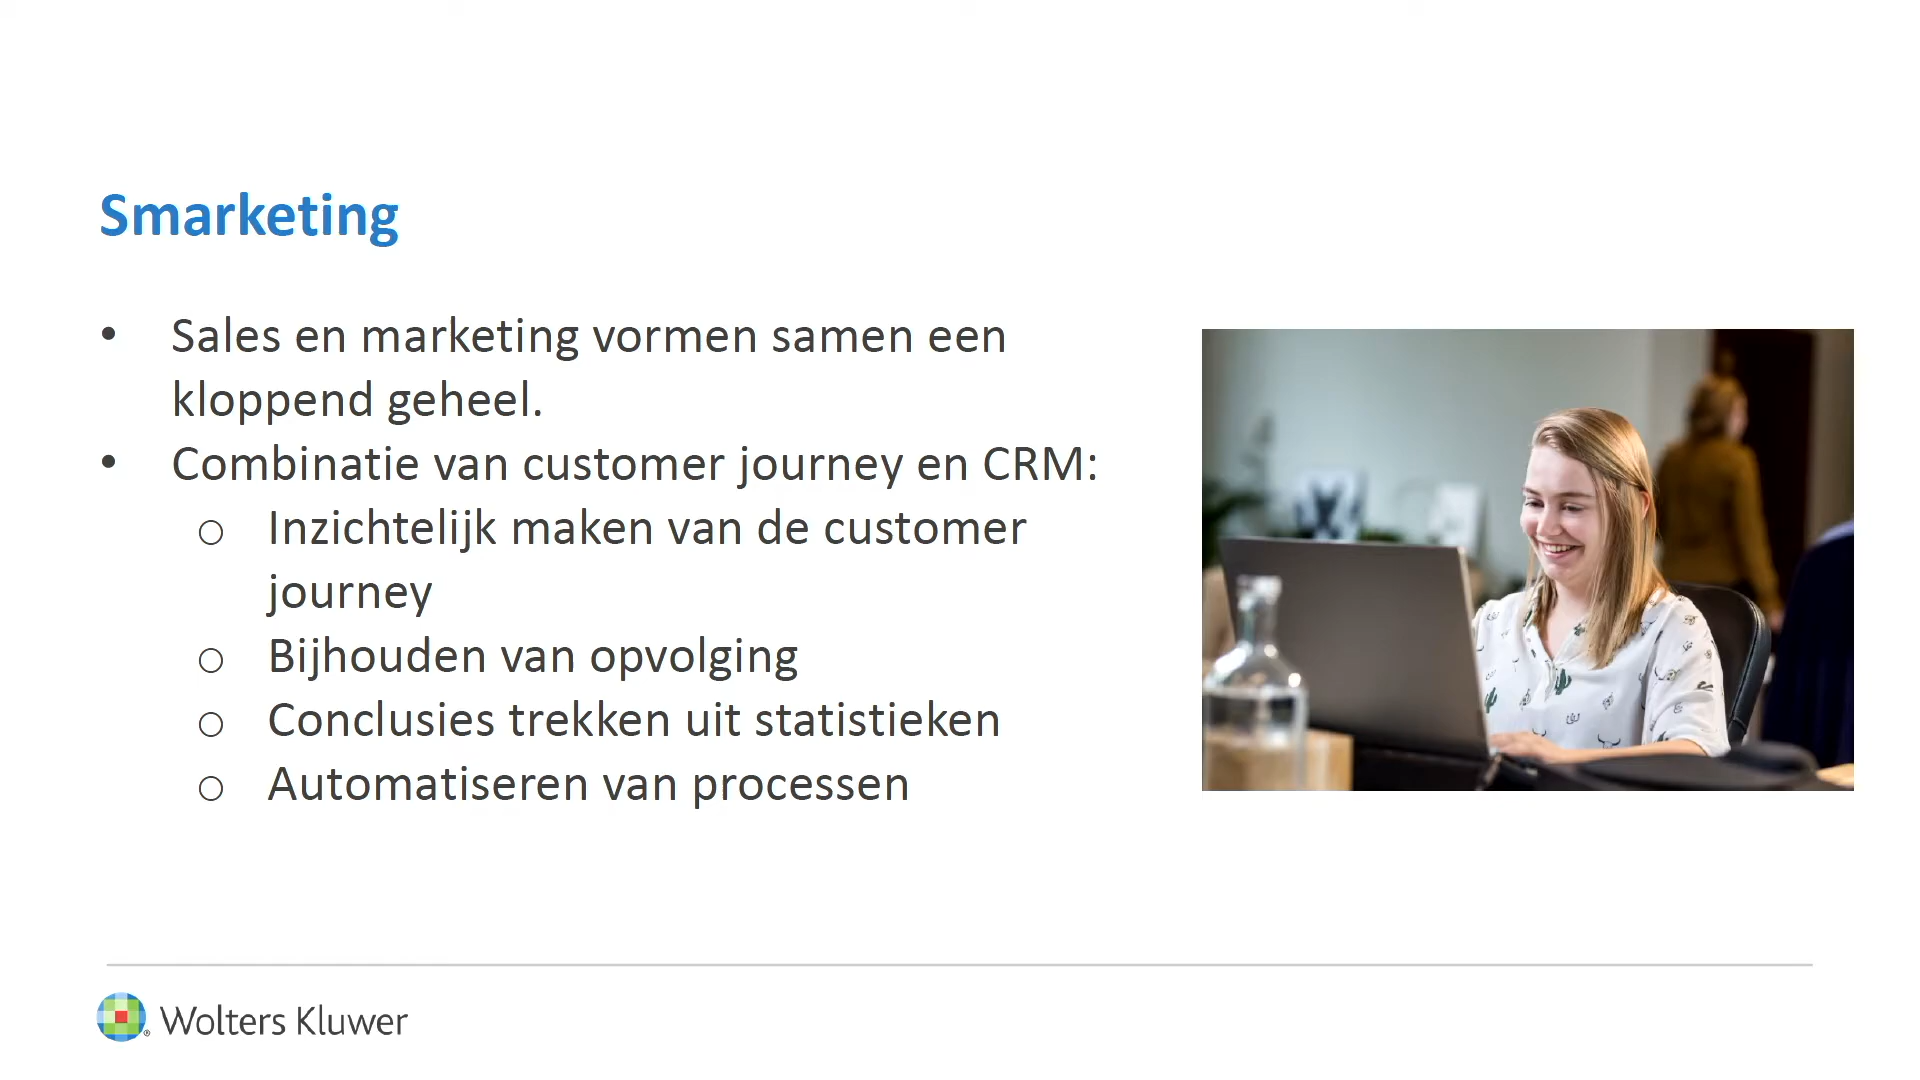 Smarketing
• Sales en marketing vormen samen een
kloppend geheel.
• Combinatie van customer journey en CRM:
o Inzichtelijk maken van de customer
journey
o Bijhouden van opvolging
o Conclusies trekken uit statistieken
o Automatiseren van processen
Wolters Kluwer